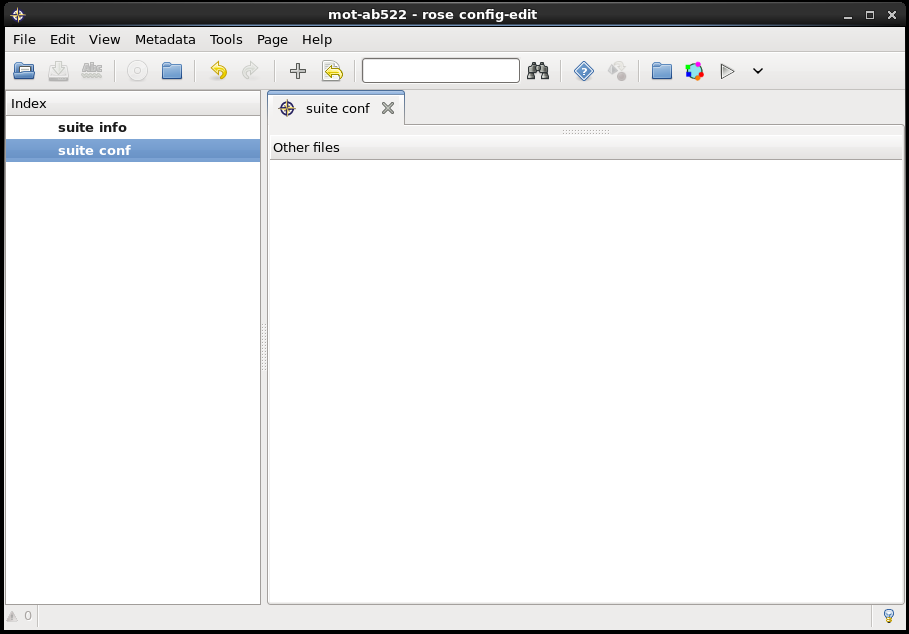 mot-ab522 - rose config-edit
File Edit View Metadata Tools Page Help
Abc
Index
suite info
suite conf
suite conf
Other files
0